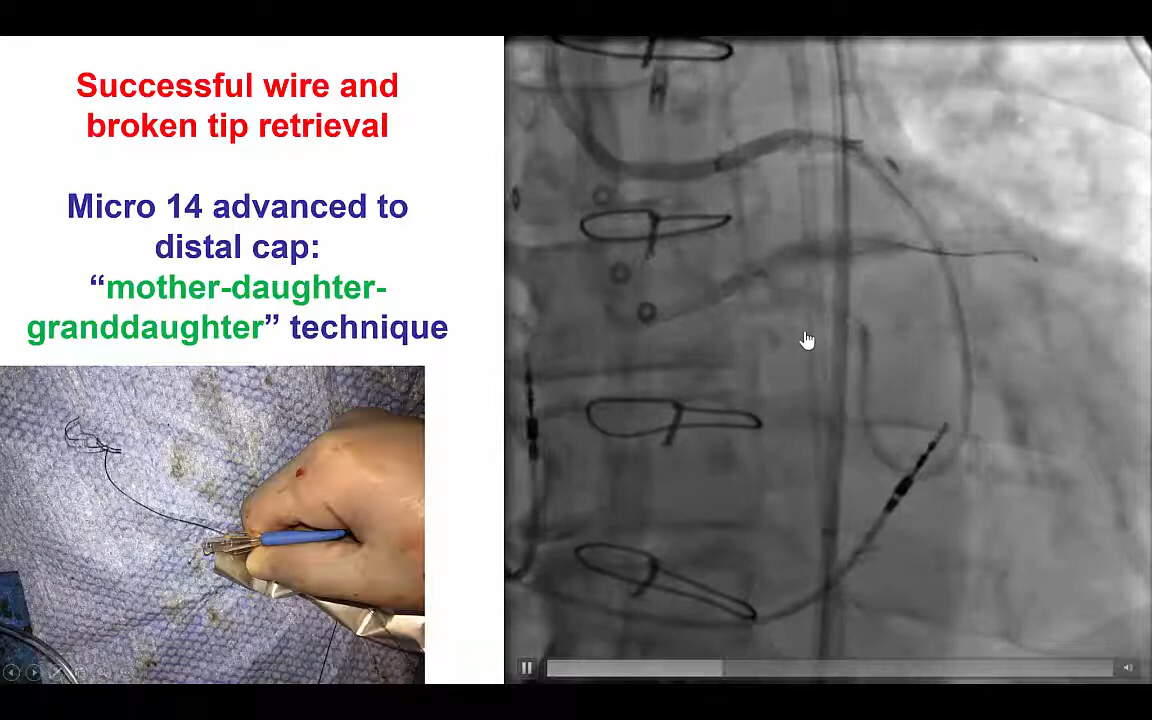 Successful wire and
broken tip retrieval
Micro 14 advanced to
distal cap:
“mother-daughter-
granddaughter” technique